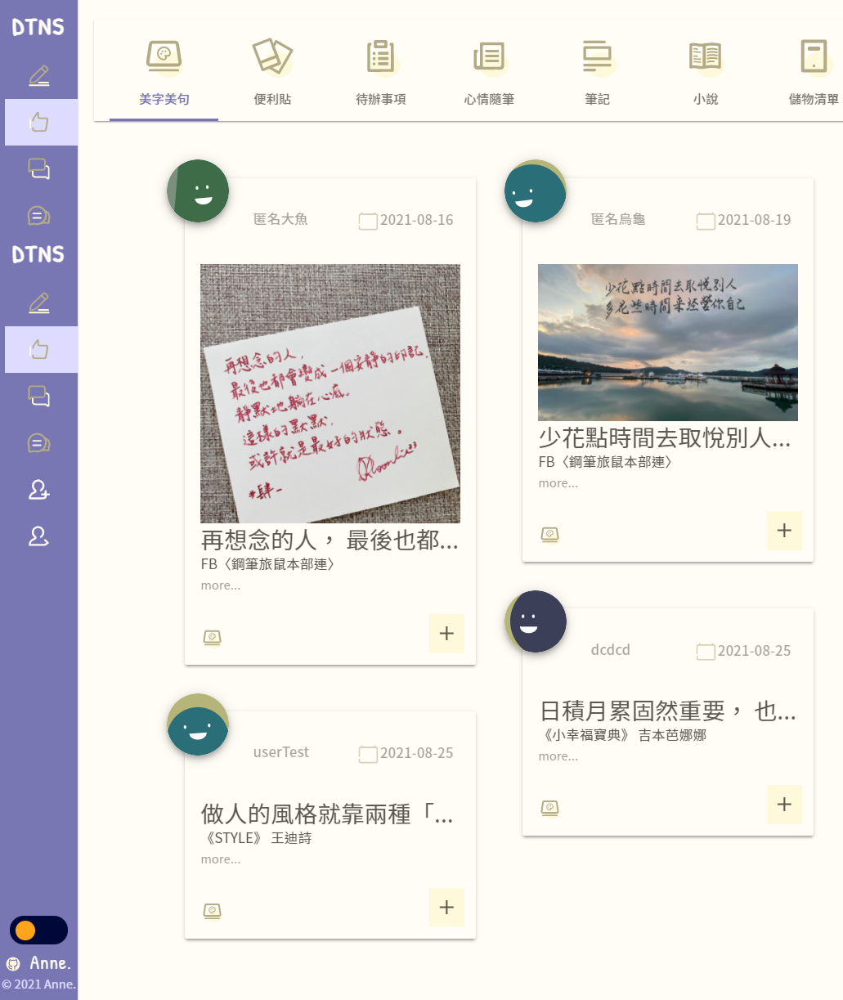 DTNS
DTNS
Anne.
© 2021 Anne.
美字美句
便利貼
待辦事項
心情隨筆
筆記
小說
儲物清單
匿名大魚
2021-08-16
再想念的人,
最後也都會變成一個安靜的印記,
靜默地躺在心底。
這樣的默默,
或許就是最好的狀態。
*肆-
再想念的人， 最後也都...
FB〈鋼筆旅鼠本部連〉
more...
匿名烏龜
2021-08-19
少花點時間去取悅別人
多花些時間來经營你自己
少花點時間去取悅別人...
FB〈鋼筆旅鼠本部連〉
more...
userTest
2021-08-25
做人的風格就靠兩種「...
《STYLE》 王迪詩
more...
dcdcd
2021-08-25
日積月累固然重要， 也...
《小幸福寶典》 吉本芭娜娜
more...